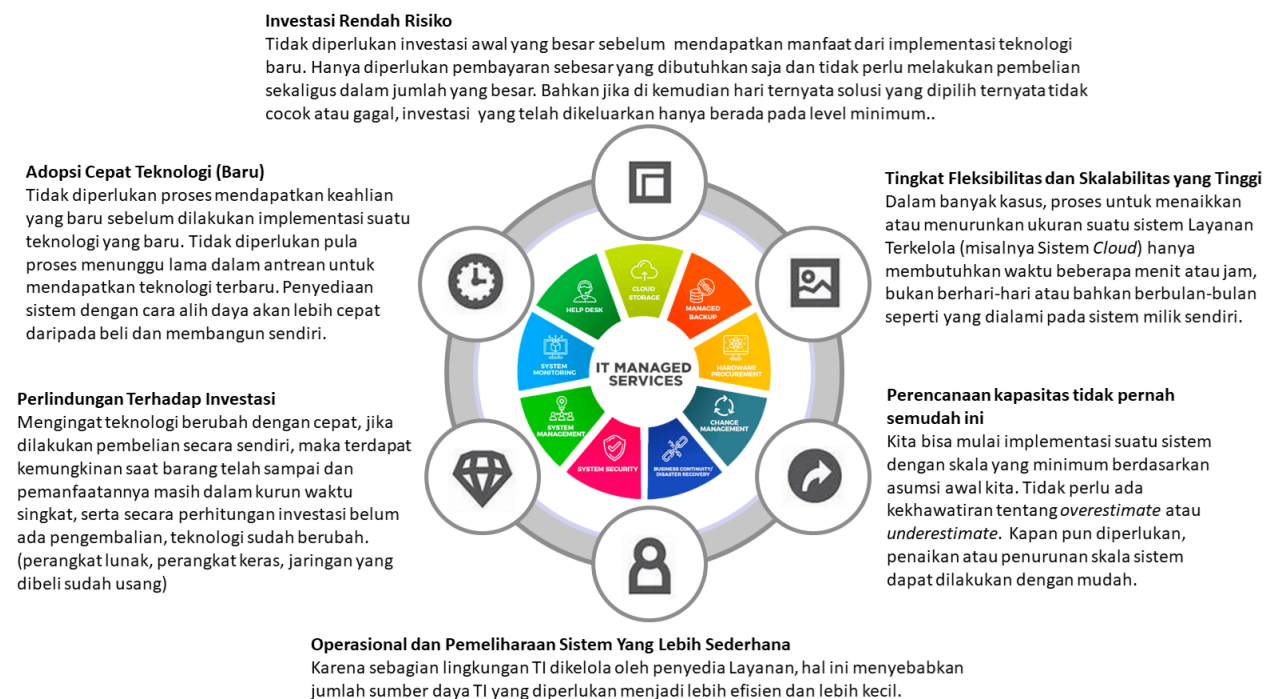 Investasi Rendah Risiko
Tidak diperlukan investasi awal yang besar sebelum mendapatkan manfaat dari implementasi teknologi
baru. Hanya diperlukan pembayaran sebesar yang dibutuhkan saja dan tidak perlu melakukan pembelian
sekaligus dalam jumlah yang besar. Bahkan jika di kemudian hari ternyata solusi yang dipilih ternyata tidak
cocok atau gagal, investasi yang telah dikeluarkan hanya berada pada level minimum..
Adopsi Cepat Teknologi (Baru)
Tidak diperlukan proses mendapatkan keahlian
yang baru sebelum dilakukan implementasi suatu
teknologi yang baru. Tidak diperlukan pula
proses menunggu lama dalam antrean untuk
mendapatkan teknologi terbaru. Penyediaan
sistem dengan cara alih daya akan lebih cepat
daripada beli dan membangun sendiri.
Tingkat Fleksibilitas dan Skalabilitas yang Tinggi
Dalam banyak kasus, proses untuk menaikkan
atau menurunkan ukuran suatu sistem Layanan
Terkelola (misalnya Sistem Cloud) hanya
membutuhkan waktu beberapa menit atau jam,
bukan berhari-hari atau bahkan berbulan-bulan
seperti yang dialami pada sistem milik sendiri.
CLOUD
STORAGE
MANAGED
BACKUP
HARDWARE
PROCUREMENT
CHANGE
MANAGEMENT
BUSINESS CONTINUITY/
DISASTER RECOVERY
SYSTEM SECURITY
SYSTEM
MANAGEMENT
SYSTEM
MONITORING
HELP DESK
IT MANAGED
SERVICES
Perlindungan Terhadap Investasi
Mengingat teknologi berubah dengan cepat, jika
dilakukan pembelian secara sendiri, maka terdapat
kemungkinan saat barang telah sampai dan
pemanfaatannya masih dalam kurun waktu
singkat, serta secara perhitungan investasi belum
ada pengembalian, teknologi sudah berubah.
(perangkat lunak, perangkat keras, jaringan yang
dibeli sudah usang)
Perencanaan kapasitas tidak pernah
semudah ini
Kita bisa mulai implementasi suatu sistem
dengan skala yang minimum berdasarkan
asumsi awal kita. Tidak perlu ada
kekhawatiran tentang overestimate atau
underestimate. Kapan pun diperlukan,
penaikan atau penurunan skala sistem
dapat dilakukan dengan mudah.
Operasional dan Pemeliharaan Sistem Yang Lebih Sederhana
Karena sebagian lingkungan TI dikelola oleh penyedia Layanan, hal ini menyebabkan
jumlah sumber daya TI yang diperlukan menjadi lebih efisien dan lebih kecil.